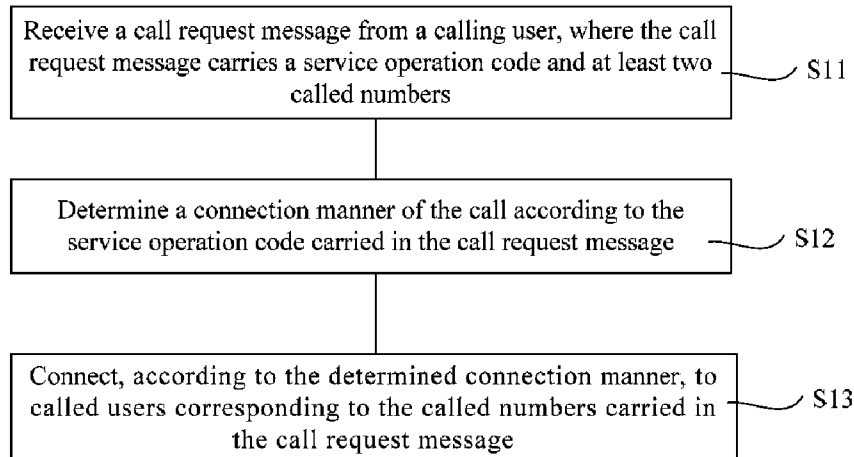 Receive a call request message from a calling user, where the call
request message carries a service operation code and at least two
called numbers
S11
Determine a connection manner of the call according to the
service operation code carried in the call request message
S12
Connect, according to the determined connection manner, to
called users corresponding to the called numbers carried in
the call request message
S13